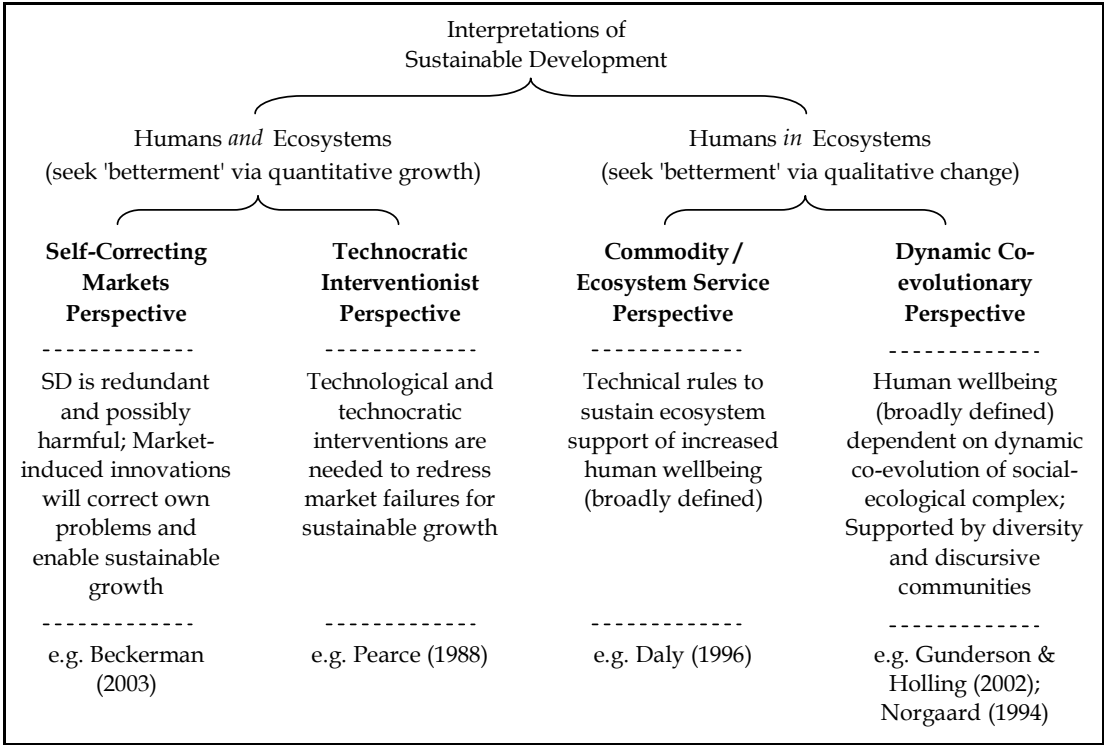 Interpretations of
Sustainable Development
Humans and Ecosystems
(seek 'betterment' via quantitative growth)
Humans in Ecosystems
(seek 'betterment' via qualitative change)
Self-Correcting
Markets
Perspective
SD is redundant
and possibly
harmful; Market-
induced innovations
will correct own
problems and
enable sustainable
growth
e.g. Beckerman
(2003)
Technocratic
Interventionist
Perspective
Technological and
technocratic
interventions are
needed to redress
market failures for
sustainable growth
e.g. Pearce (1988)
Commodity /
Ecosystem Service
Perspective
Technical rules to
sustain ecosystem
support of increased
human wellbeing
(broadly defined)
e.g. Daly (1996)
Dynamic Co-
evolutionary
Perspective
Human wellbeing
(broadly defined)
dependent on dynamic
co-evolution of social-
ecological complex;
Supported by diversity
and discursive
communities
e.g. Gunderson &
Holling (2002);
Norgaard (1994)